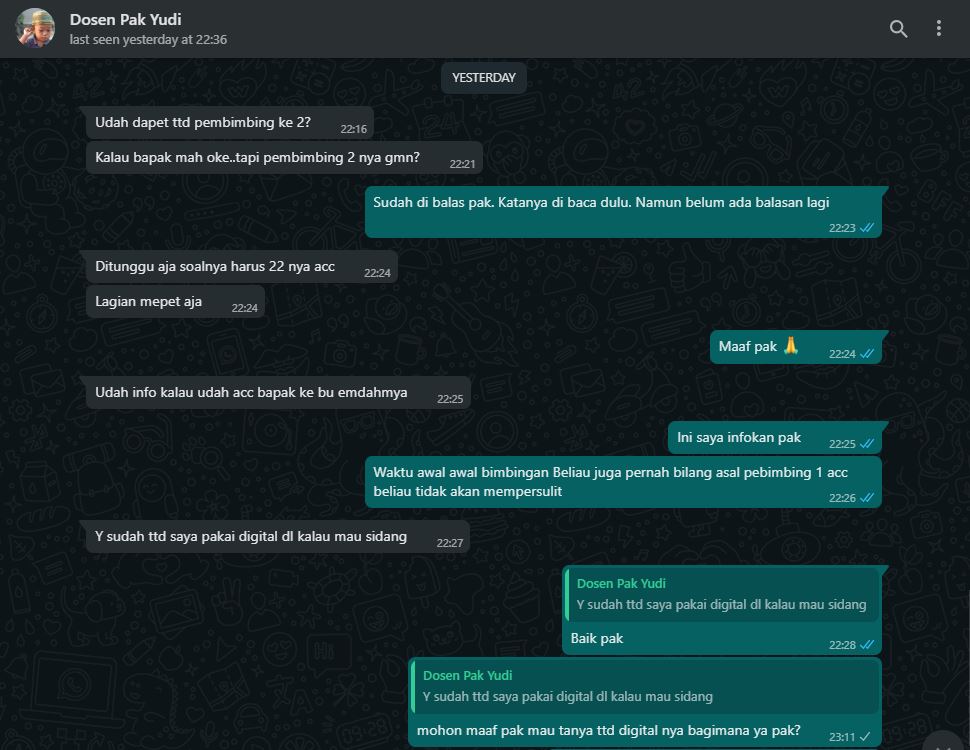 Dosen Pak Yudi
last seen yesterday at 22:36
YESTERDAY
Udah dapet ttd pembimbing ke 2?
22:16
Kalau bapak mah oke..tapi pembimbing 2 nya gmn?
22:21
Sudah di balas pak. Katanya di baca dulu. Namun belum ada balasan lagi
22:23
Ditunggu aja soalnya harus 22 nya acc
22:24
Lagian mepet aja
22:24
Maaf pak 🙏
22:24
Udah info kalau udah acc bapak ke bu emdahmya
22:25
Ini saya infokan pak
22:25
Waktu awal awal bimbingan Beliau juga pernah bilang asal pebimbing 1 acc
beliau tidak akan mempersulit
22:26
Y sudah ttd saya pakai digital dl kalau mau sidang
22:27
Dosen Pak Yudi
Y sudah ttd saya pakai digital dl kalau mau sidang
Baik pak
22:28
Dosen Pak Yudi
Y sudah ttd saya pakai digital dl kalau mau sidang
mohon maaf pak mau tanya ttd digital nya bagimana ya pak?
23:11